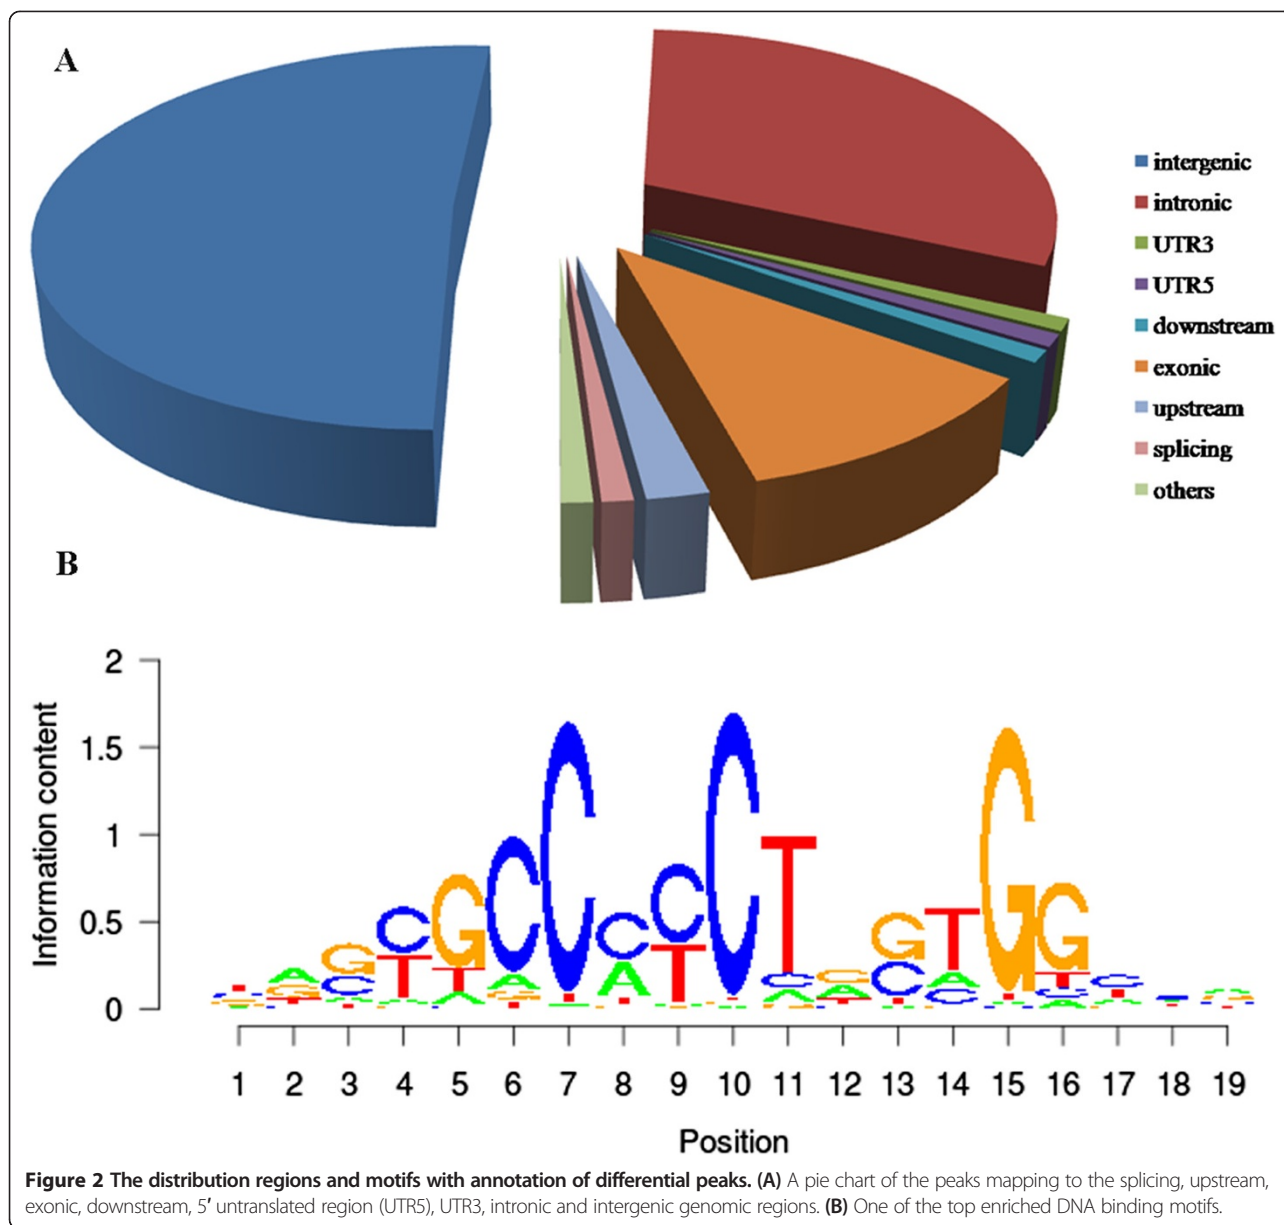 A
intergenic
intronic
UTR3
UTR5
downstream
exonic
upstream
splicing
others
B
2
1.5
1
0.5
0
Information content
1 2 3 4 5 6 7 8 9 10 11 12 13 14 15 16 17 18 19
Position
Figure 2 The distribution regions and motifs with annotation of differential peaks. (A) A pie chart of the peaks mapping to the splicing, upstream,
exonic, downstream, 5′ untranslated region (UTR5), UTR3, intronic and intergenic genomic regions. (B) One of the top enriched DNA binding motifs.